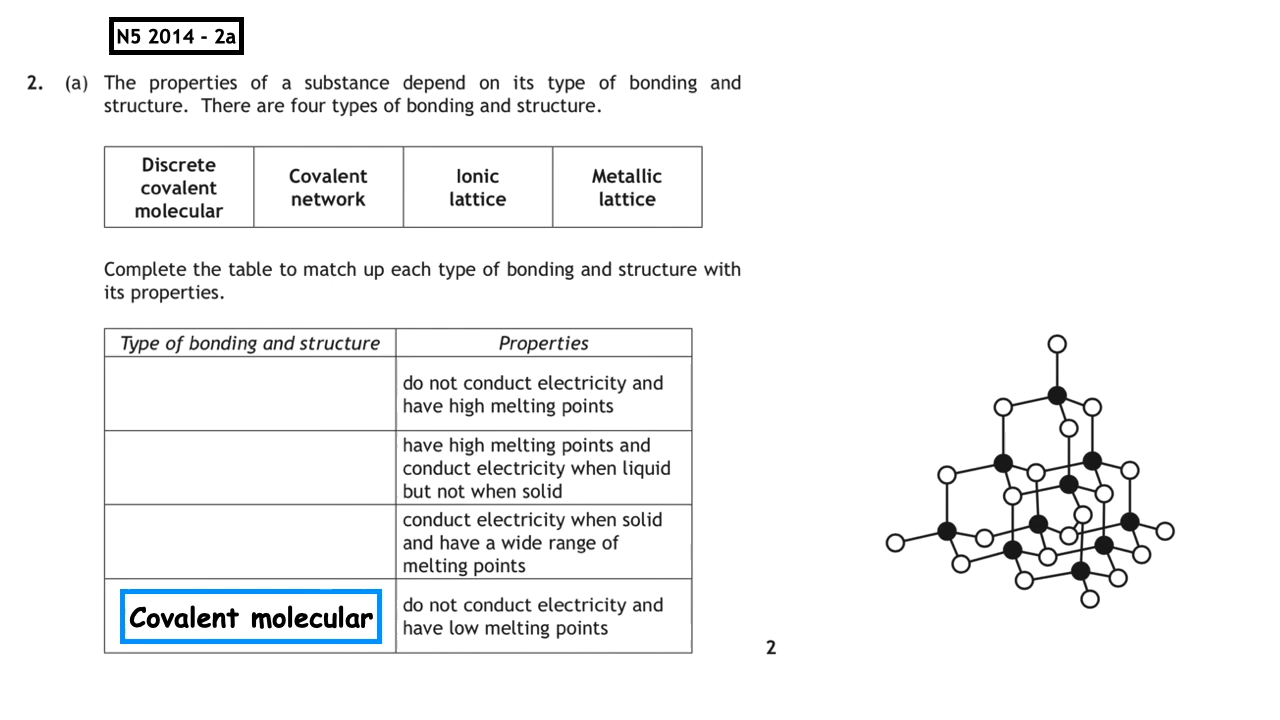 N5 2014 - 2a
2. (a) The properties of a substance depend on its type of bonding and
structure. There are four types of bonding and structure.
Discrete
covalent
molecular
Covalent
network
Ionic
lattice
Metallic
lattice
Complete the table to match up each type of bonding and structure with
its properties.
Type of bonding and structure
Properties
do not conduct electricity and
have high melting points
have high melting points and
conduct electricity when liquid
but not when solid
conduct electricity when solid
and have a wide range of
melting points
Covalent molecular
do not conduct electricity and
have low melting points
2